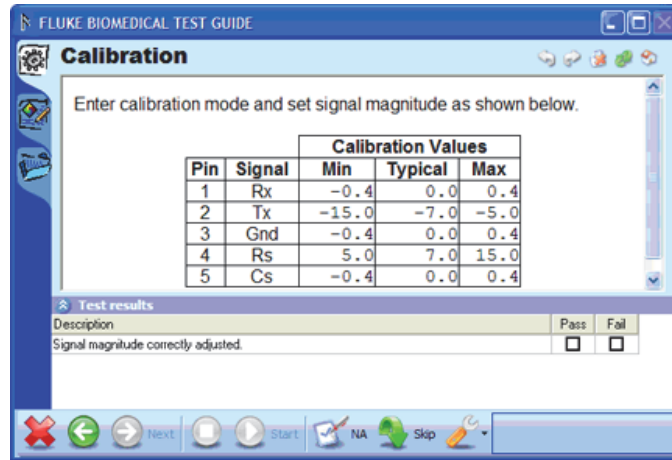 FLUKE BIOMEDICAL TEST GUIDE
Calibration
Enter calibration mode and set signal magnitude as shown below.
Calibration Values
Pin Signal Min Typical Max
1 Rx -0.4 0.0 0.4
2 Tx -15.0 -7.0 -5.0
3 Gnd -0.4 0.0 0.4
4 Rs 5.0 7.0 15.0
5 Cs -0.4 0.0 0.4
Test results
Description Pass Fail
Signal magnitude correctly adjusted.
Next Start NA Skip